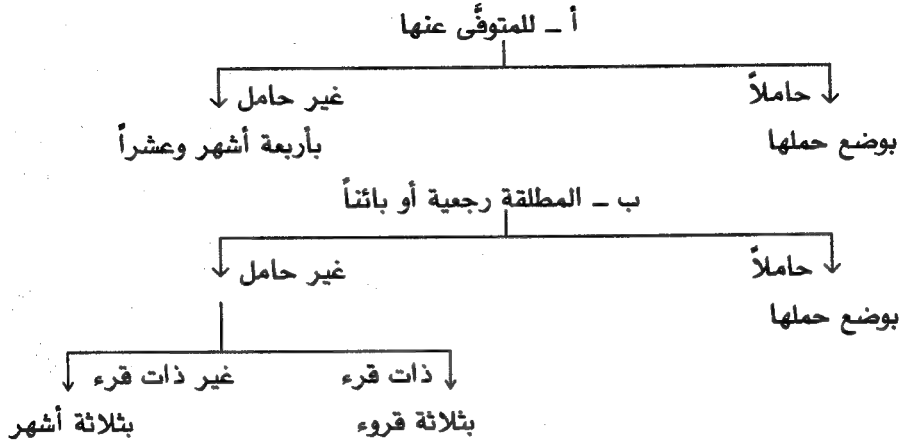 أ ـ للمتوفَّى عنها
حاملاً
غير حامل
بوضع حملها
بأربعة أشهر وعشراً
ب ـ المطلقة رجعية أو بائناً
حاملاً
غير حامل
بوضع حملها
ذات قرء
غير ذات قرء
بثلاثة قروء
بثلاثة أشهر